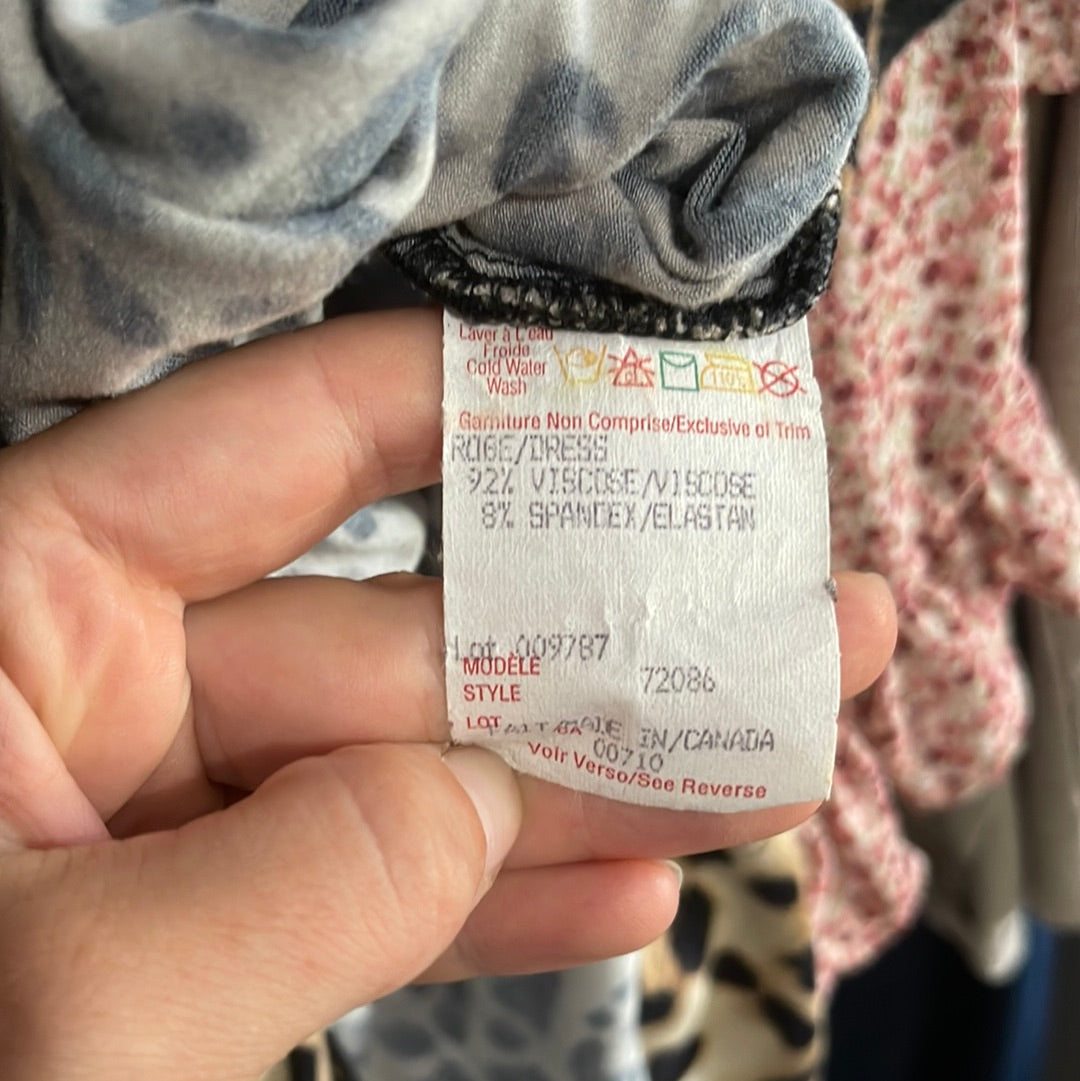 Laver à L'eau
Froide
Cold Water
Wash
110°
Garniture Non Comprise/Exclusive of Trim
ROBE/DRESS
92% VISCOSE/VISCOSE
8% SPANDEX/ELASTAN
Lot 009787
MODÈLE
72086
STYLE
LOT
IN/CANADA
00710
Voir Verso/See Reverse